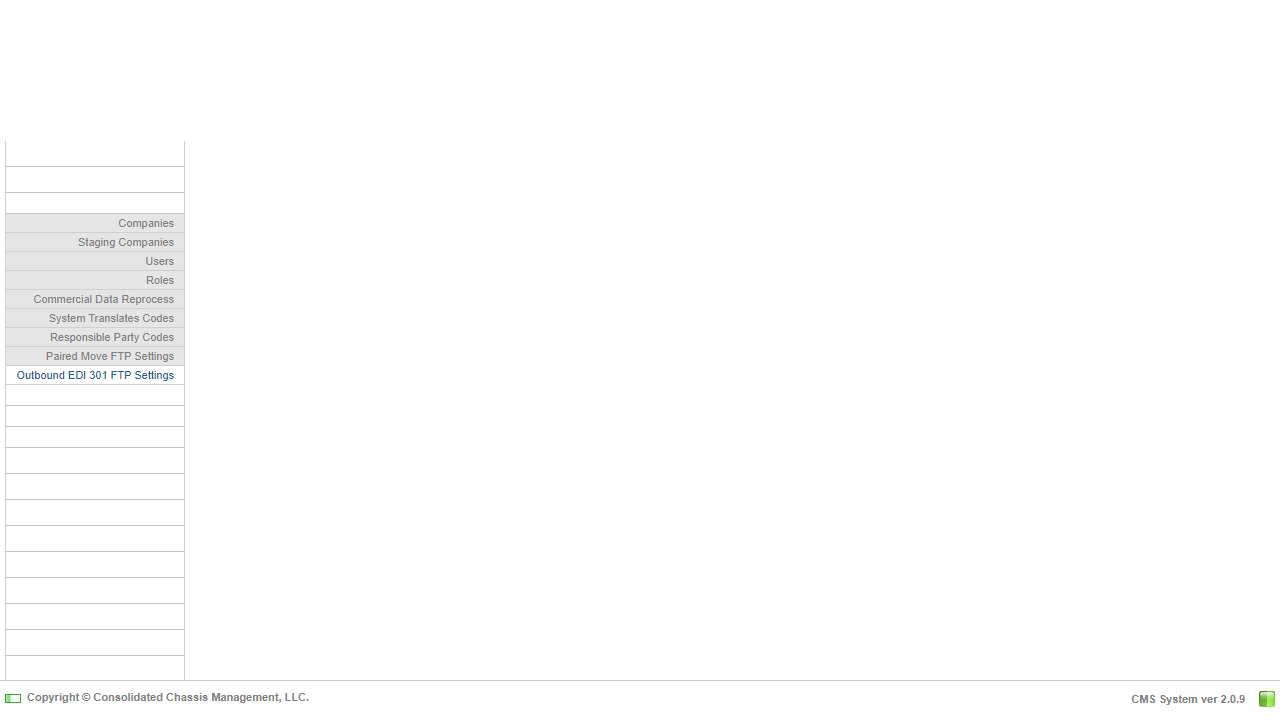 Companies
Staging Companies
Users
Roles
Commercial Data Reprocess
System Translates Codes
Responsible Party Codes
Paired Move FTP Settings
Outbound EDI 301 FTP Settings
Copyright © Consolidated Chassis Management, LLC.
CMS System ver 2.0.9